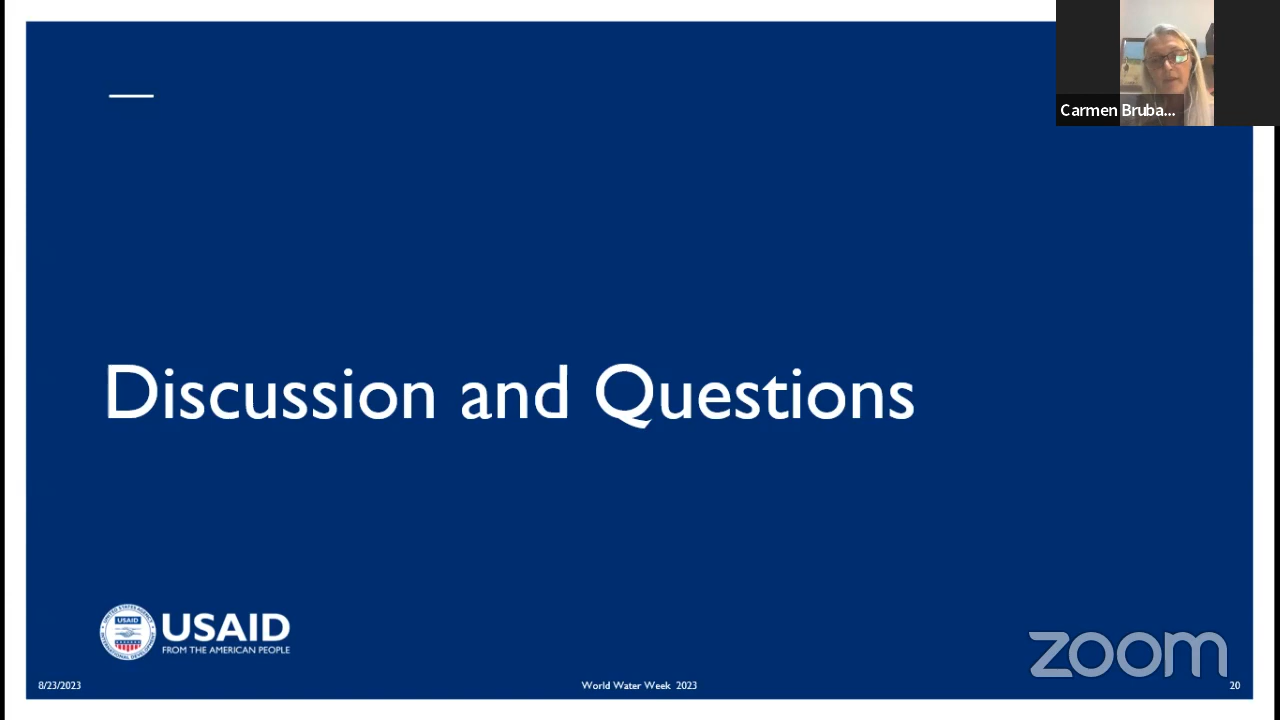 Carmen Bruba...
Discussion and Questions
USAID
USAID
FROM THE AMERICAN PEOPLE
zoom
8/23/2023
World Water Week 2023
20